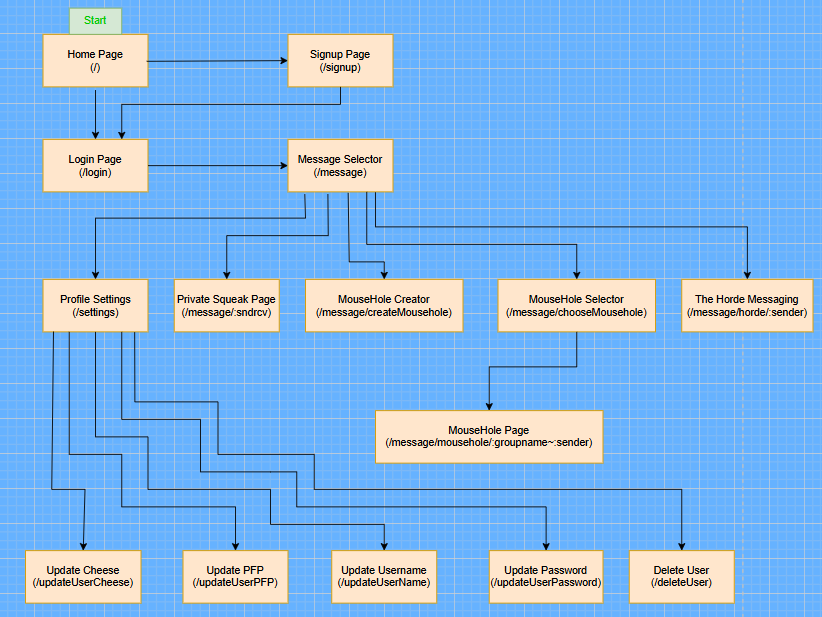 Start
Home Page
(/)
Signup Page
(/signup)
Login Page
(/login)
Message Selector
(/message)
Profile Settings
(/settings)
Private Squeak Page
(/message/:sndrcv)
MouseHole Creator
(/message/createMousehole)
MouseHole Selector
(/message/chooseMousehole)
The Horde Messaging
(/message/horde/:sender)
MouseHole Page
(/message/mousehole/:groupname~:sender)
Update Cheese
(/updateUserCheese)
Update PFP
(/updateUserPFP)
Update Username
(/updateUserName)
Update Password
(/updateUserPassword)
Delete User
(/deleteUser)